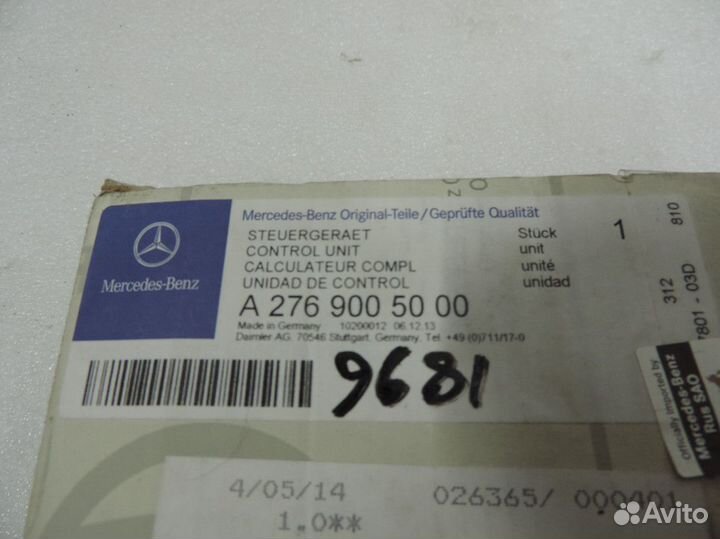 Mercedes-Benz
Mercedes-Benz Original-Teile/Geprüfte Qualität
STEUERGERAET
CONTROL UNIT
CALCULATEUR COMPL
UNIDAD DE CONTROL
Stück
unit
unité
unidad
1
A 276 900 50 00
Made in Germany 10200012 06.12.13
Daimler AG. 70546 Stuttgart. Germany. Tel. +49 (0)711/17-0
312 810
7801 - 03D
Officially imported by
Mercedes-Benz
Rus SAO
9681
4/05/14 026365/ 000401
1.0**
Avito